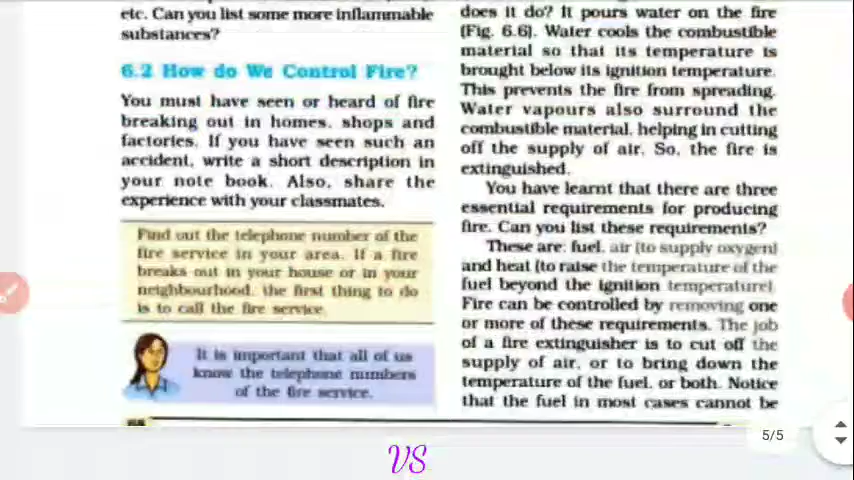 etc. Can you list some more inflammable
substances?
6.2 How do We Control Fire?
You must have seen or heard of fire
breaking out in homes, shops and
factories. If you have seen such an
accident, write a short description in
your note book. Also, share the
experience with your classmates.
Find out the telephone number of the
fire service in your area. If a fire
breaks out in your house or in your
neighbourhood, the first thing to do
is to call the fire service.
It is important that all of us
know the telephone numbers
of the fire service.
does it do? It pours water on the fire
(Fig. 6.6). Water cools the combustible
material so that its temperature is
brought below its ignition temperature.
This prevents the fire from spreading.
Water vapours also surround the
combustible material, helping in cutting
off the supply of air. So, the fire is
extinguished.
You have learnt that there are three
essential requirements for producing
fire. Can you list these requirements?
These are: fuel, air (to supply oxygen)
and heat (to raise the temperature of the
fuel beyond the ignition temperature).
Fire can be controlled by removing one
or more of these requirements. The job
of a fire extinguisher is to cut off the
supply of air, or to bring down the
temperature of the fuel, or both. Notice
that the fuel in most cases cannot be
5/5
VS